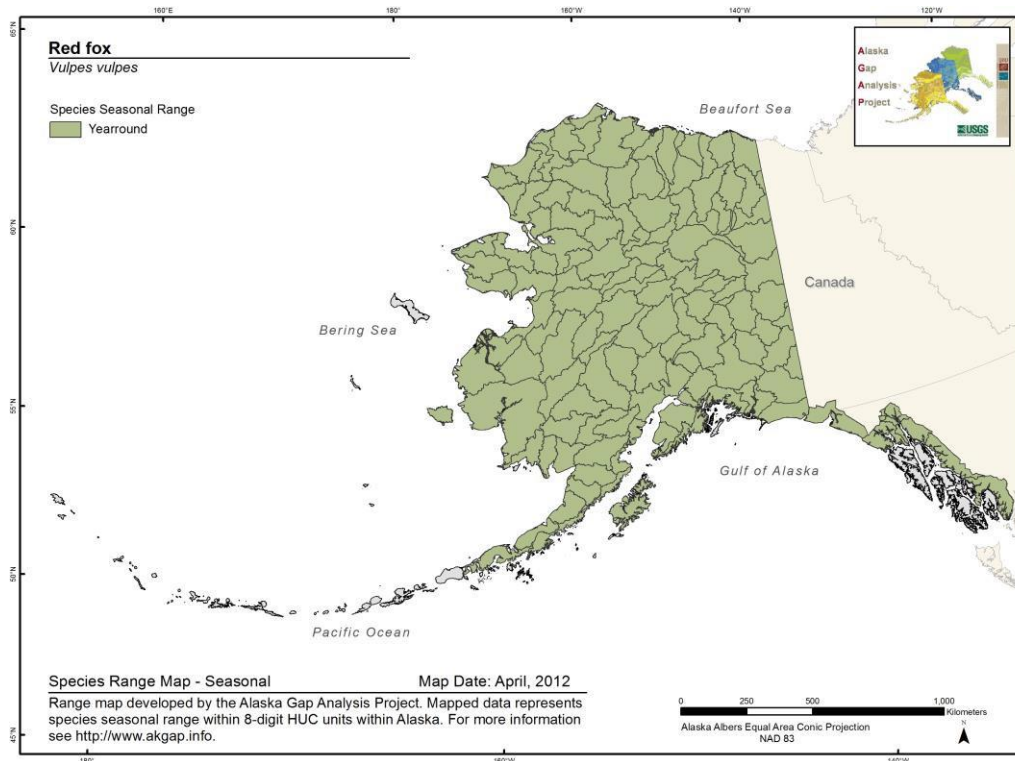 160°E
180°
160°W
140°W
120°W
65°N
60°N
55°N
50°N
45°N
Red fox
Vulpes vulpes
Species Seasonal Range
Yearround
Alaska
Gap
Analysis
Project
USGS
Beaufort Sea
Canada
Bering Sea
Gulf of Alaska
Pacific Ocean
Species Range Map - Seasonal Map Date: April, 2012
Range map developed by the Alaska Gap Analysis Project. Mapped data represents
species seasonal range within 8-digit HUC units within Alaska. For more information
see http://www.akgap.info.
0 250 500 1,000
Kilometers
Alaska Albers Equal Area Conic Projection
NAD 83
N
180°
160°W
140°W